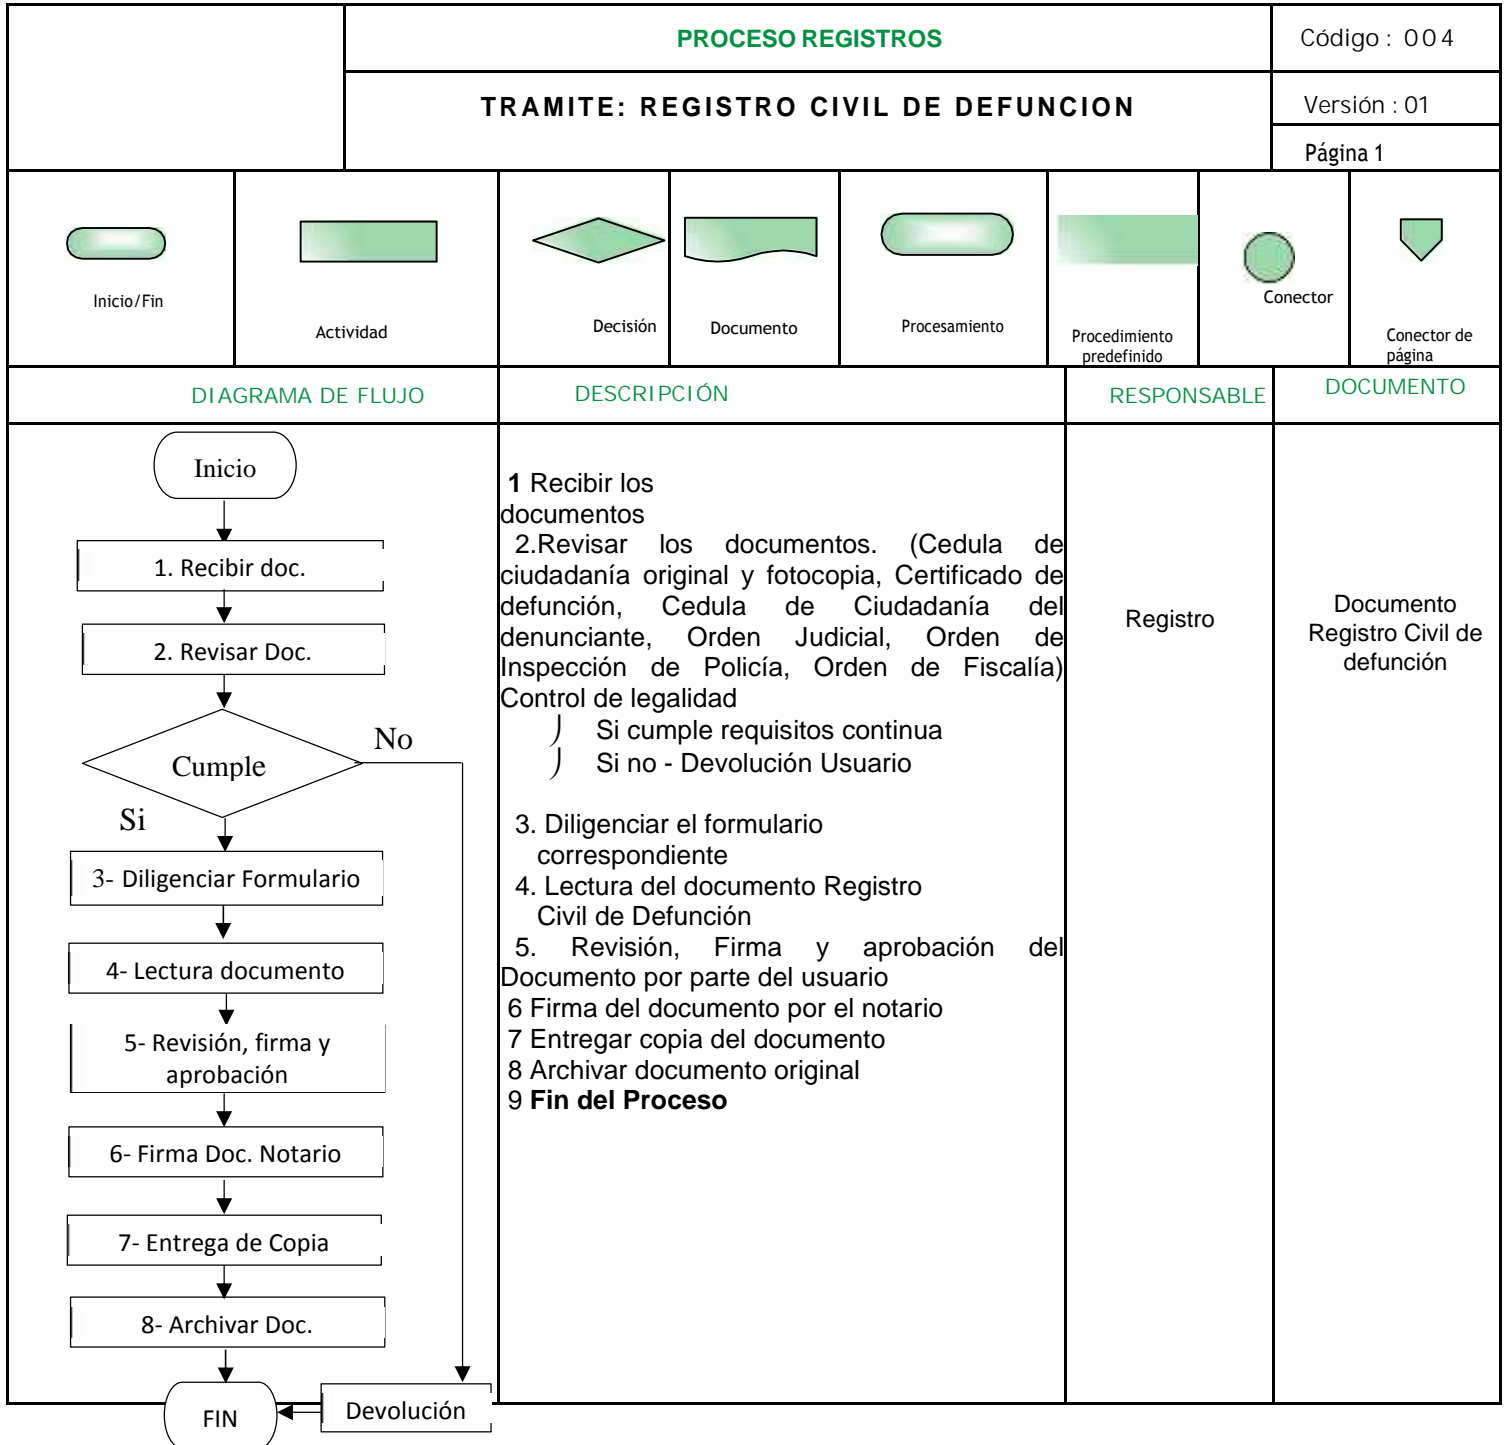 PROCESO REGISTROS
Código : 004
TRAMITE: REGISTRO CIVIL DE DEFUNCION
Versión : 01
Página 1
Inicio/Fin
Actividad
Decisión
Documento
Procesamiento
Procedimiento
predefinido
Conector
Conector de
página
DIAGRAMA DE FLUJO
DESCRIPCIÓN
RESPONSABLE
DOCUMENTO
Inicio
1. Recibir doc.
2. Revisar Doc.
Cumple
No
Si
3- Diligenciar Formulario
4- Lectura documento
5- Revisión, firma y
aprobación
6- Firma Doc. Notario
7- Entrega de Copia
8- Archivar Doc.
FIN
Devolución
1 Recibir los
documentos
2.Revisar los documentos. (Cedula de
ciudadanía original y fotocopia, Certificado de
defunción, Cedula de Ciudadanía del
denunciante, Orden Judicial, Orden de
Inspección de Policía, Orden de Fiscalía)
Control de legalidad
Si cumple requisitos continua
Si no - Devolución Usuario
3. Diligenciar el formulario
correspondiente
4. Lectura del documento Registro
Civil de Defunción
5. Revisión, Firma y aprobación del
Documento por parte del usuario
6 Firma del documento por el notario
7 Entregar copia del documento
8 Archivar documento original
9 Fin del Proceso
Registro
Documento
Registro Civil de
defunción